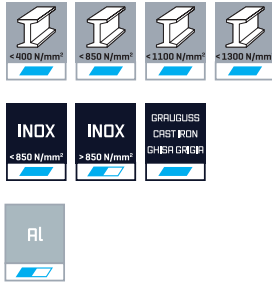 <400 N/mm² <850 N/mm² <1100 N/mm² <1300 N/mm²
INOX INOX GRAUGUSS
CAST IRON
GHISA GRIGIA
<850 N/mm² >850 N/mm²
Al